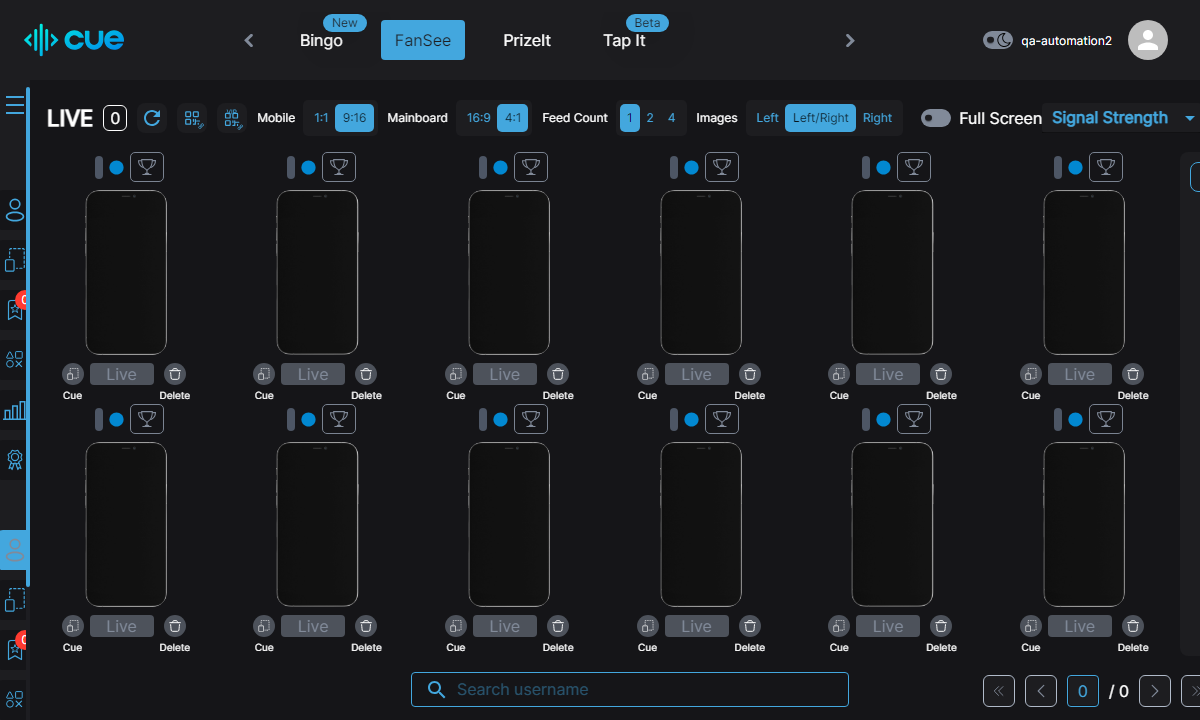 cue
Bingo
New
FanSee
PrizeIt
Tap It
Beta
qa-automation2
LIVE 0
Mobile 1:1 9:16
Mainboard 16:9 4:1
Feed Count 1 2 4
Images Left Left/Right Right
Full Screen
Signal Strength
Live Live Live Live Live Live
Cue Delete Cue Delete Cue Delete Cue Delete Cue Delete Cue Delete
Live Live Live Live Live Live
Cue Delete Cue Delete Cue Delete Cue Delete Cue Delete Cue Delete
Search username
0 / 0